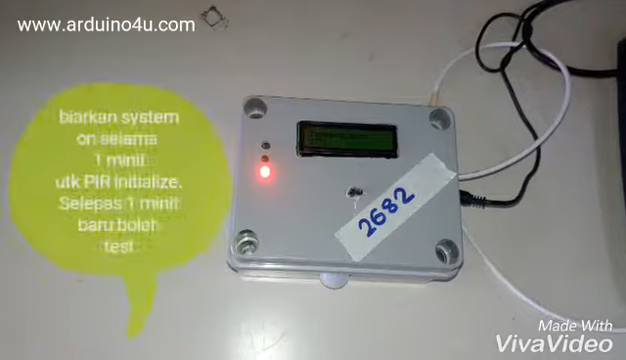 www.arduino4u.com
biarkan system
on selama
1 minit
utk PIR initialize.
Selepas 1 minit
baru boleh
test
2682
Made With
VivaVideo